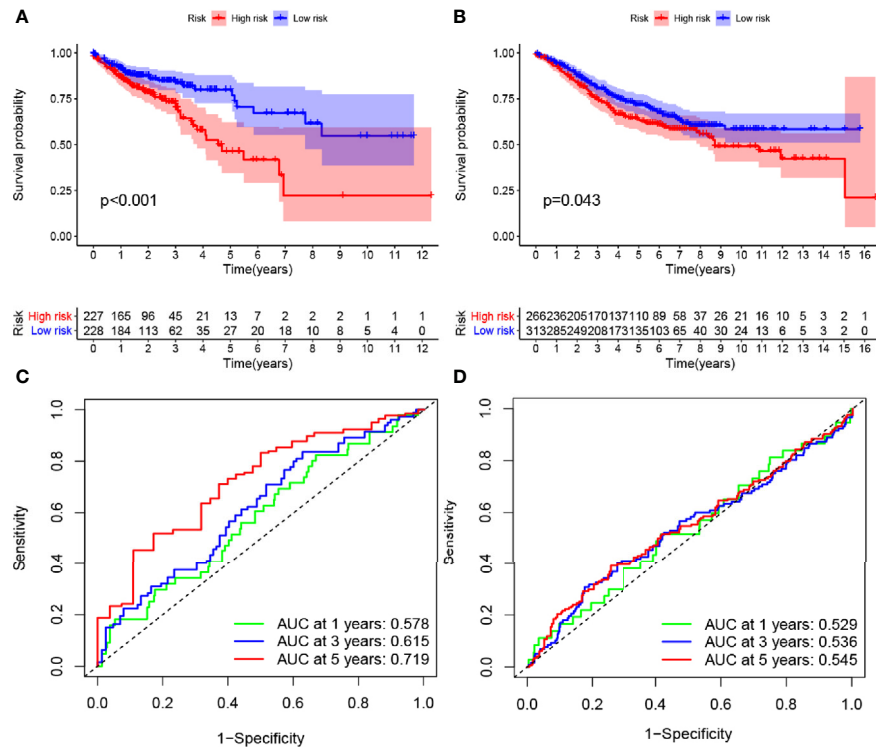 A
Risk High risk Low risk
Survival probability
1.00
0.75
0.50
0.25
0.00
p<0.001
0 1 2 3 4 5 6 7 8 9 10 11 12
Time(years)
Risk
High risk 227 165 96 45 21 13 7 2 2 2 1 1 1
Low risk 228 184 113 62 35 27 20 18 10 8 5 4 0
0 1 2 3 4 5 6 7 8 9 10 11 12
Time(years)
B
Risk High risk Low risk
Survival probability
1.00
0.75
0.50
0.25
0.00
p=0.043
0 1 2 3 4 5 6 7 8 9 10 11 12 13 14 15 16
Time(years)
Risk
High risk 266236205170137110 89 58 37 26 21 16 10 5 3 2 1
Low risk 313285249208173135103 65 40 30 24 13 6 5 3 2 0
0 1 2 3 4 5 6 7 8 9 10 11 12 13 14 15 16
Time(years)
C
Sensitivity
1.0
0.8
0.6
0.4
0.2
0.0
AUC at 1 years: 0.578
AUC at 3 years: 0.615
AUC at 5 years: 0.719
0.0 0.2 0.4 0.6 0.8 1.0
1−Specificity
D
Sensitivity
1.0
0.8
0.6
0.4
0.2
0.0
AUC at 1 years: 0.529
AUC at 3 years: 0.536
AUC at 5 years: 0.545
0.0 0.2 0.4 0.6 0.8 1.0
1−Specificity